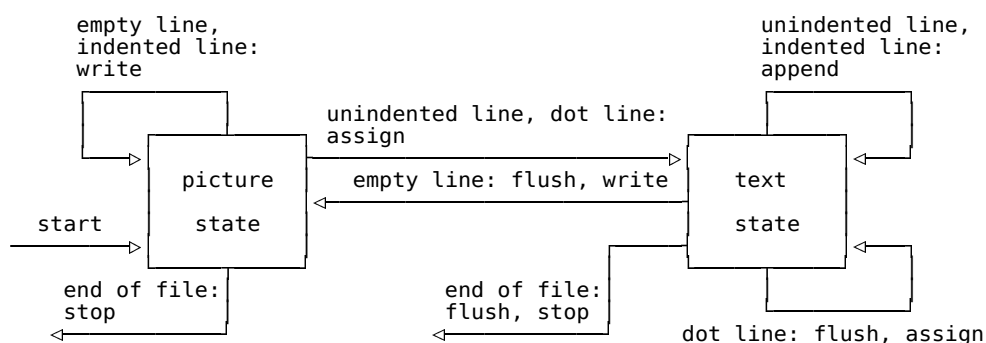 empty line,
indented line:
write
unindented line,
indented line:
append
unindented line, dot line:
assign
picture
state
empty line: flush, write
text
state
start
end of file:
stop
end of file:
flush, stop
dot line: flush, assign